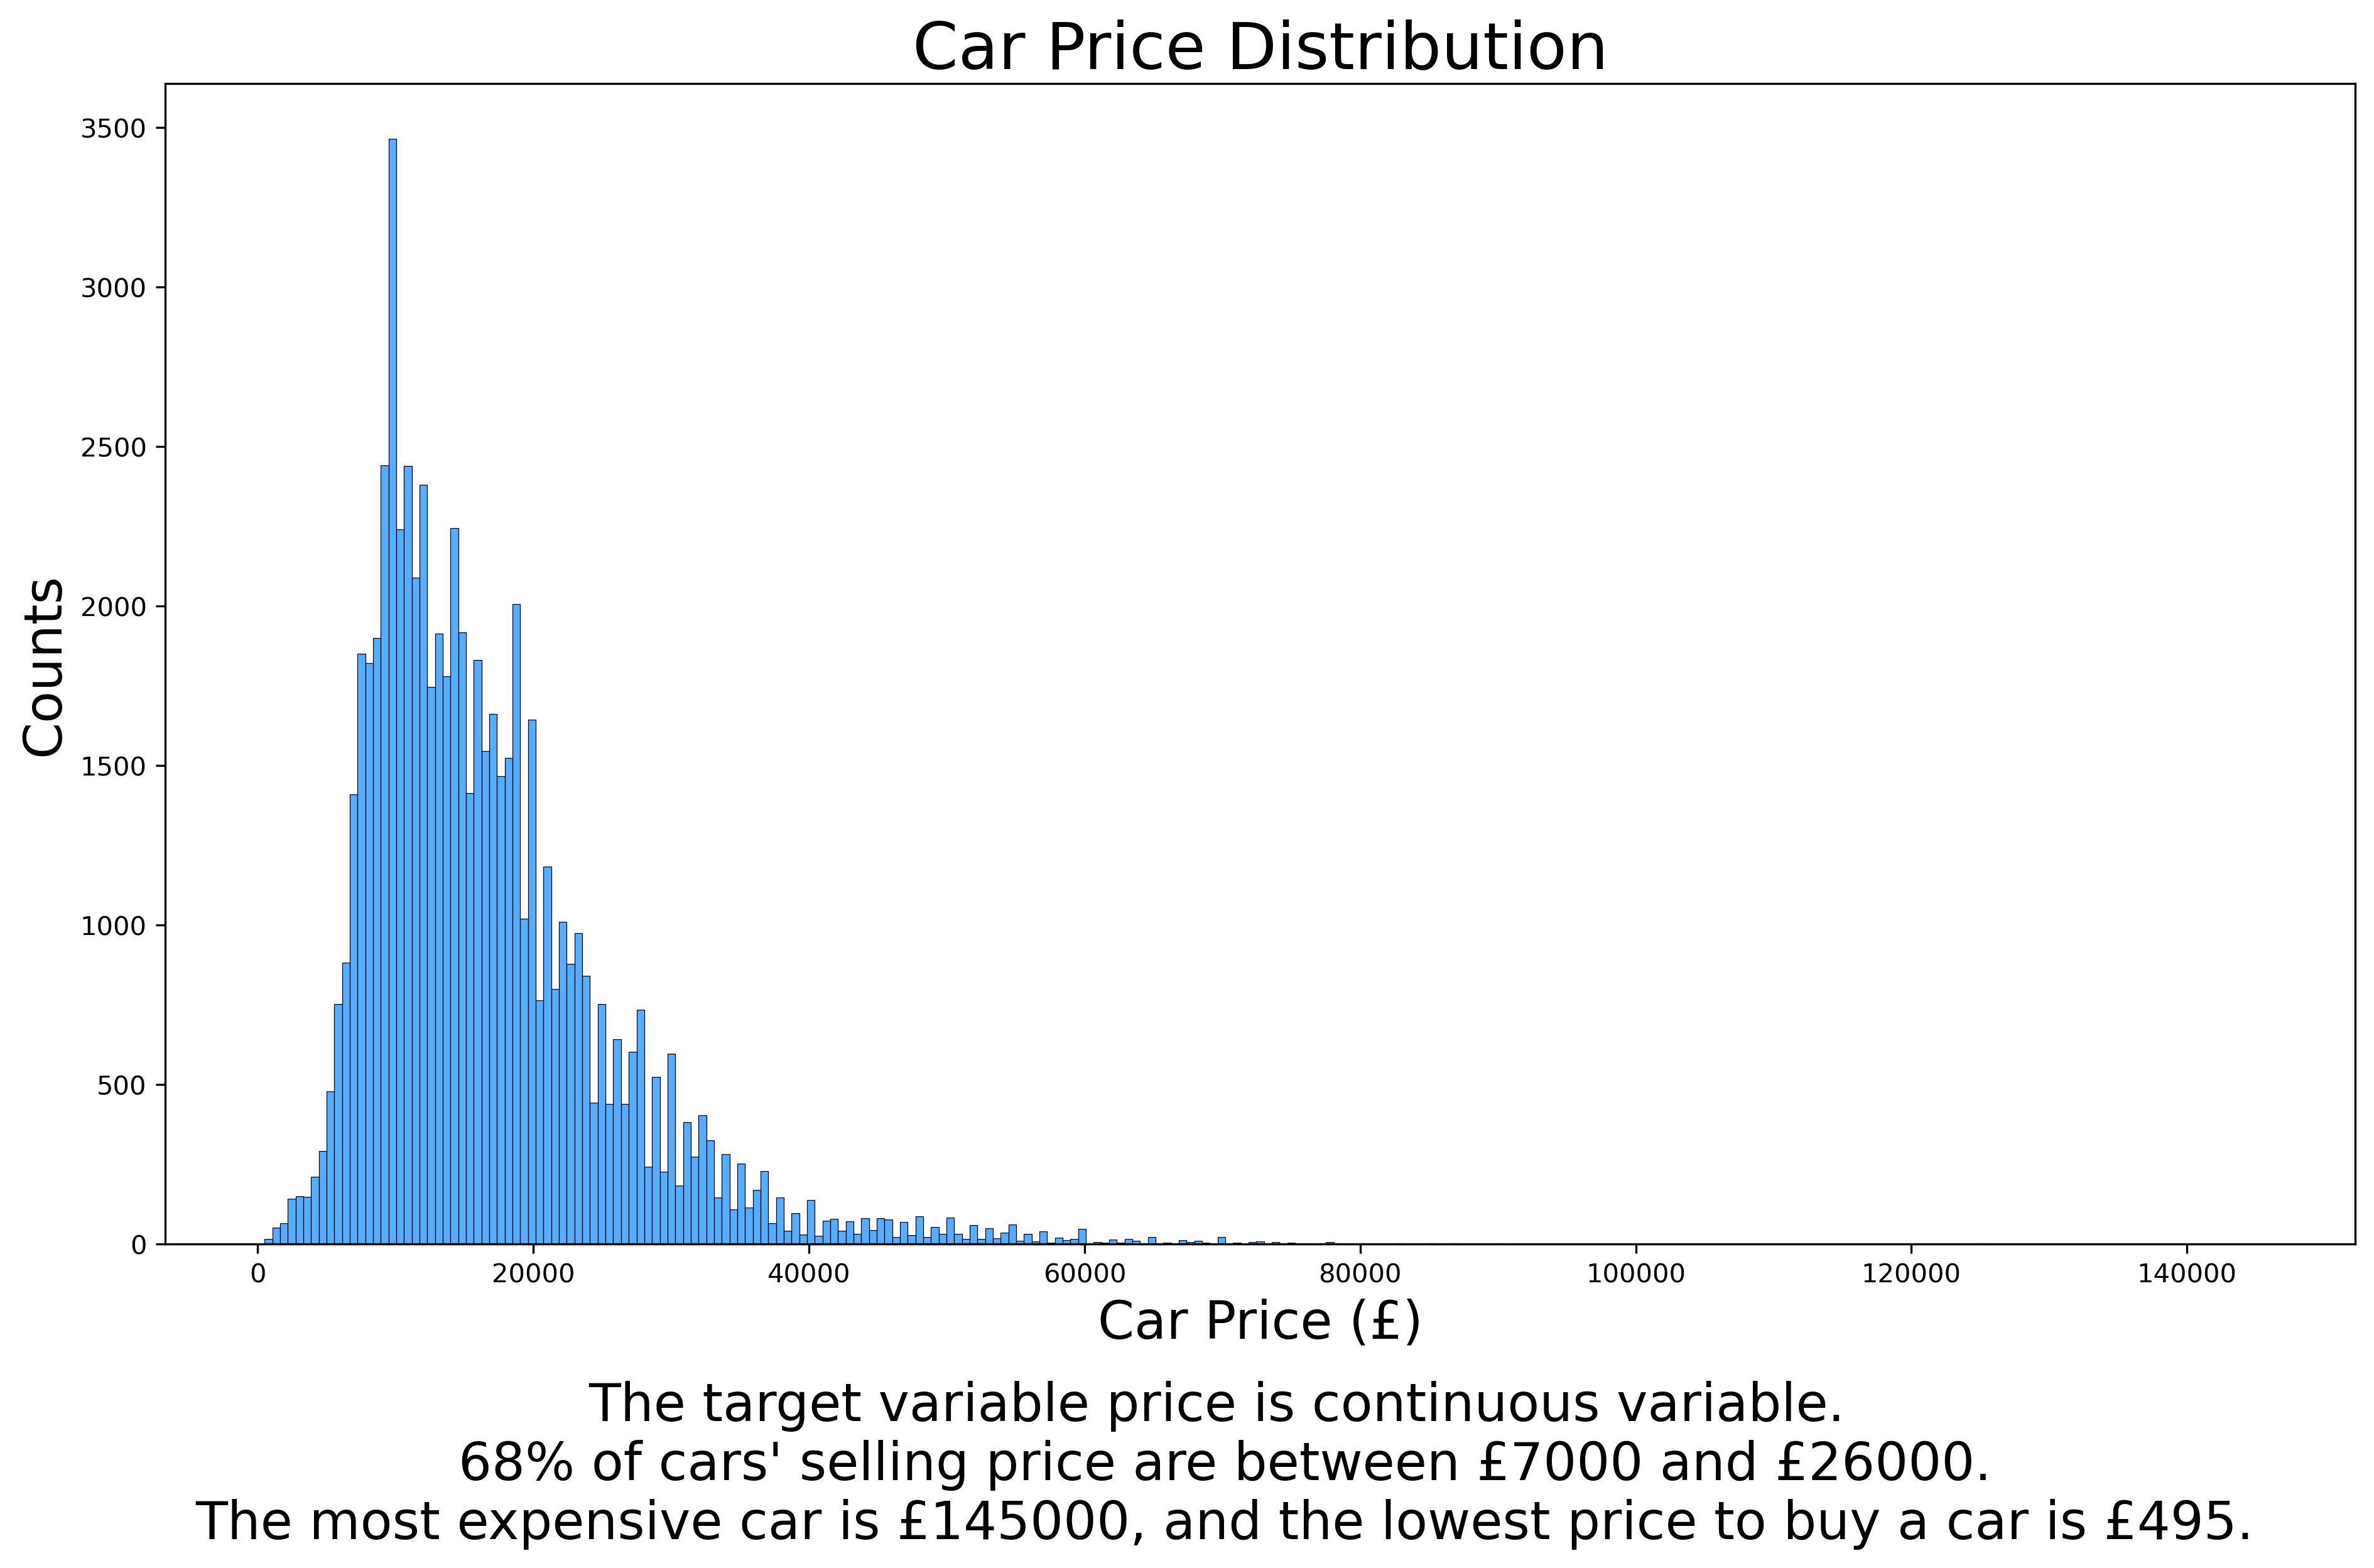 Car Price Distribution
3500
3000
2500
2000
1500
1000
500
0
Counts
0 20000 40000 60000 80000 100000 120000 140000
Car Price (£)
The target variable price is continuous variable.
68% of cars' selling price are between £7000 and £26000.
The most expensive car is £145000, and the lowest price to buy a car is £495.